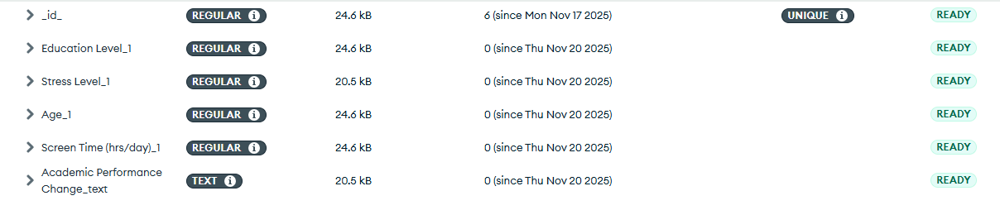 _id_ REGULAR 24.6 kB 6 (since Mon Nov 17 2025) UNIQUE READY
Education Level_1 REGULAR 24.6 kB 0 (since Thu Nov 20 2025) READY
Stress Level_1 REGULAR 20.5 kB 0 (since Thu Nov 20 2025) READY
Age_1 REGULAR 24.6 kB 0 (since Thu Nov 20 2025) READY
Screen Time (hrs/day)_1 REGULAR 24.6 kB 0 (since Thu Nov 20 2025) READY
Academic Performance
Change_text TEXT 20.5 kB 0 (since Thu Nov 20 2025) READY